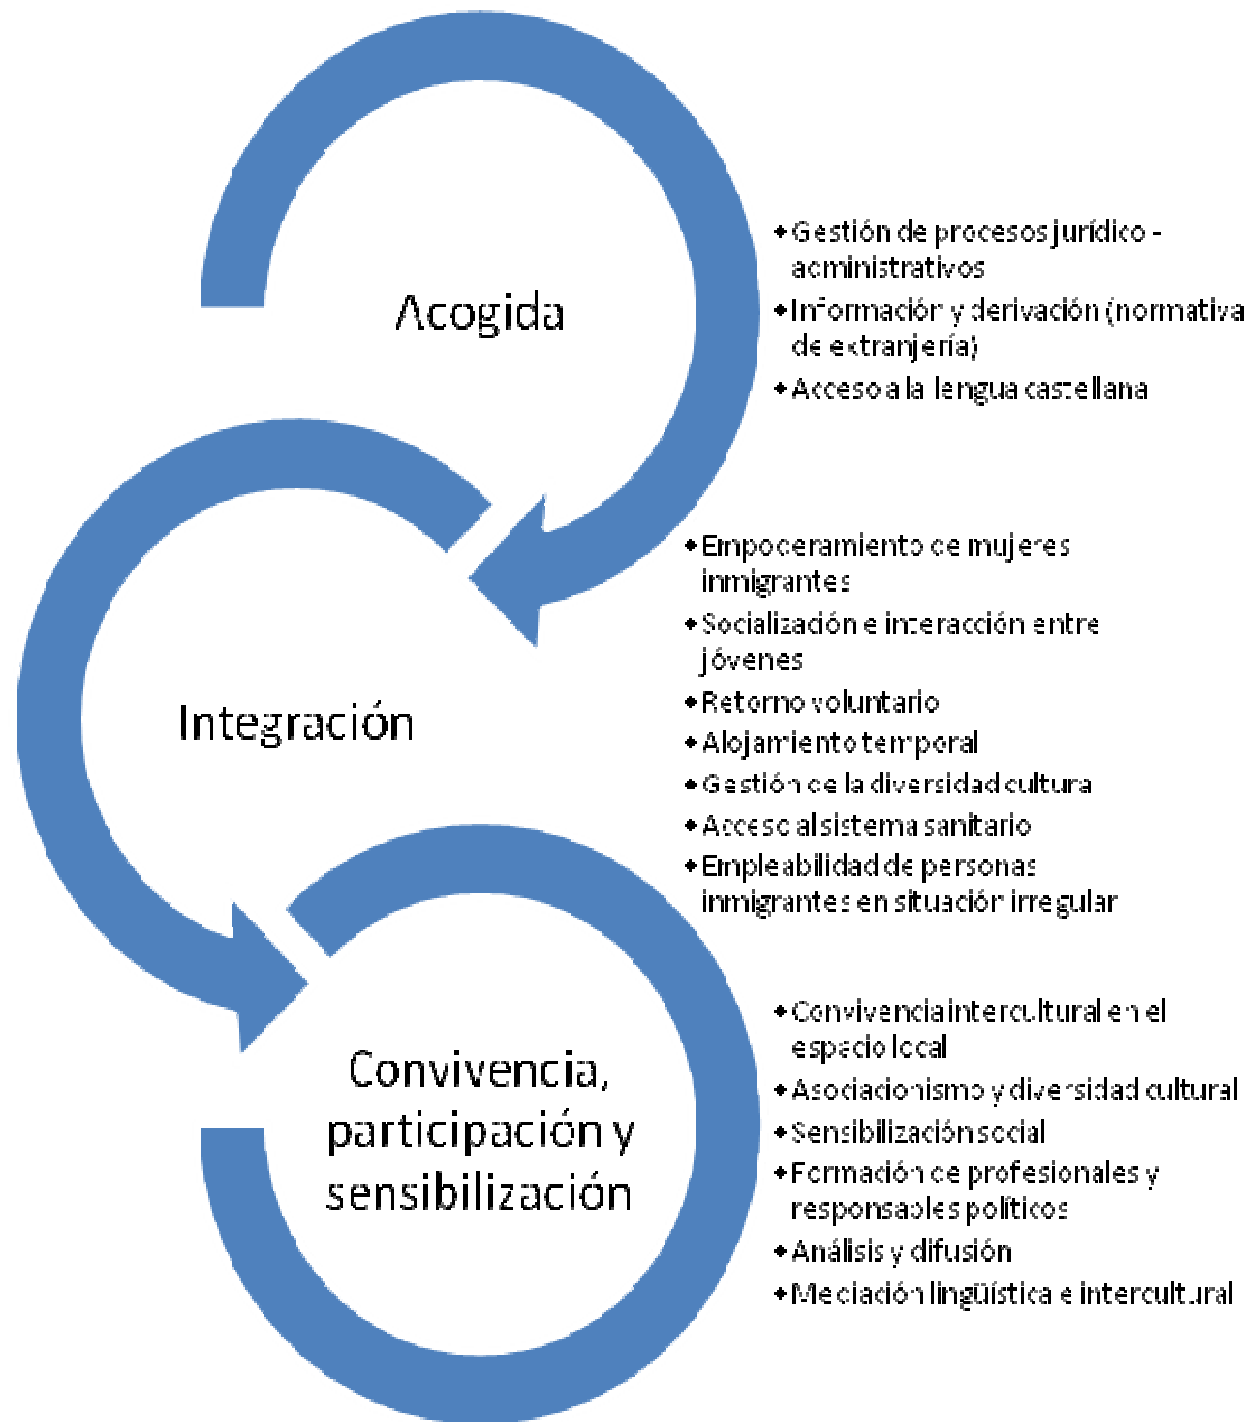 Acogida
• Gestión de procesos jurídico -
administrativos
• Información y derivación (normativa
de extranjería)
• Acceso a la lengua castellana
Integración
• Empoderamiento de mujeres
inmigrantes
• Socialización e interacción entre
jóvenes
• Retorno voluntario
• Alojamiento temporal
• Gestión de la diversidad cultura
• Acceso al sistema sanitario
• Empleabilidad de personas
inmigrantes en situación irregular
Convivencia,
participación y
sensibilización
• Convivencia intercultural en el
espacio local
• Asociacionismo y diversidad cultural
• Sensibilización social
• Formación de profesionales y
responsables políticos
• Análisis y difusión
• Mediación lingüística e intercultural